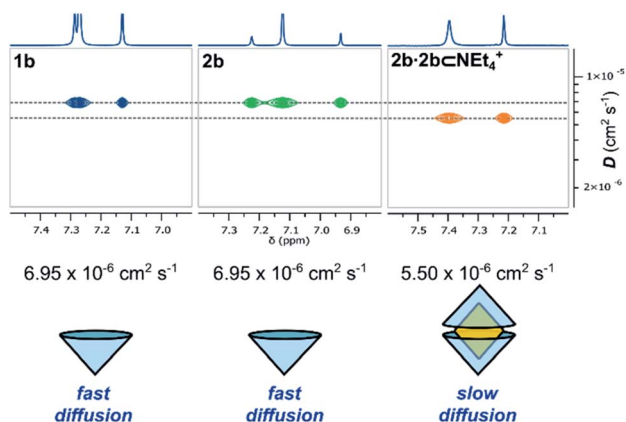 1b
2b
2b·2b⊂NEt₄⁺
1×10⁻⁵
D (cm² s⁻¹)
2×10⁻⁶
7.4 7.3 7.2 7.1 7.0
7.3 7.2 7.1 7.0 6.9
7.5 7.4 7.3 7.2 7.1
δ (ppm)
6.95 x 10⁻⁶ cm² s⁻¹
6.95 x 10⁻⁶ cm² s⁻¹
5.50 x 10⁻⁶ cm² s⁻¹
fast
diffusion
fast
diffusion
slow
diffusion